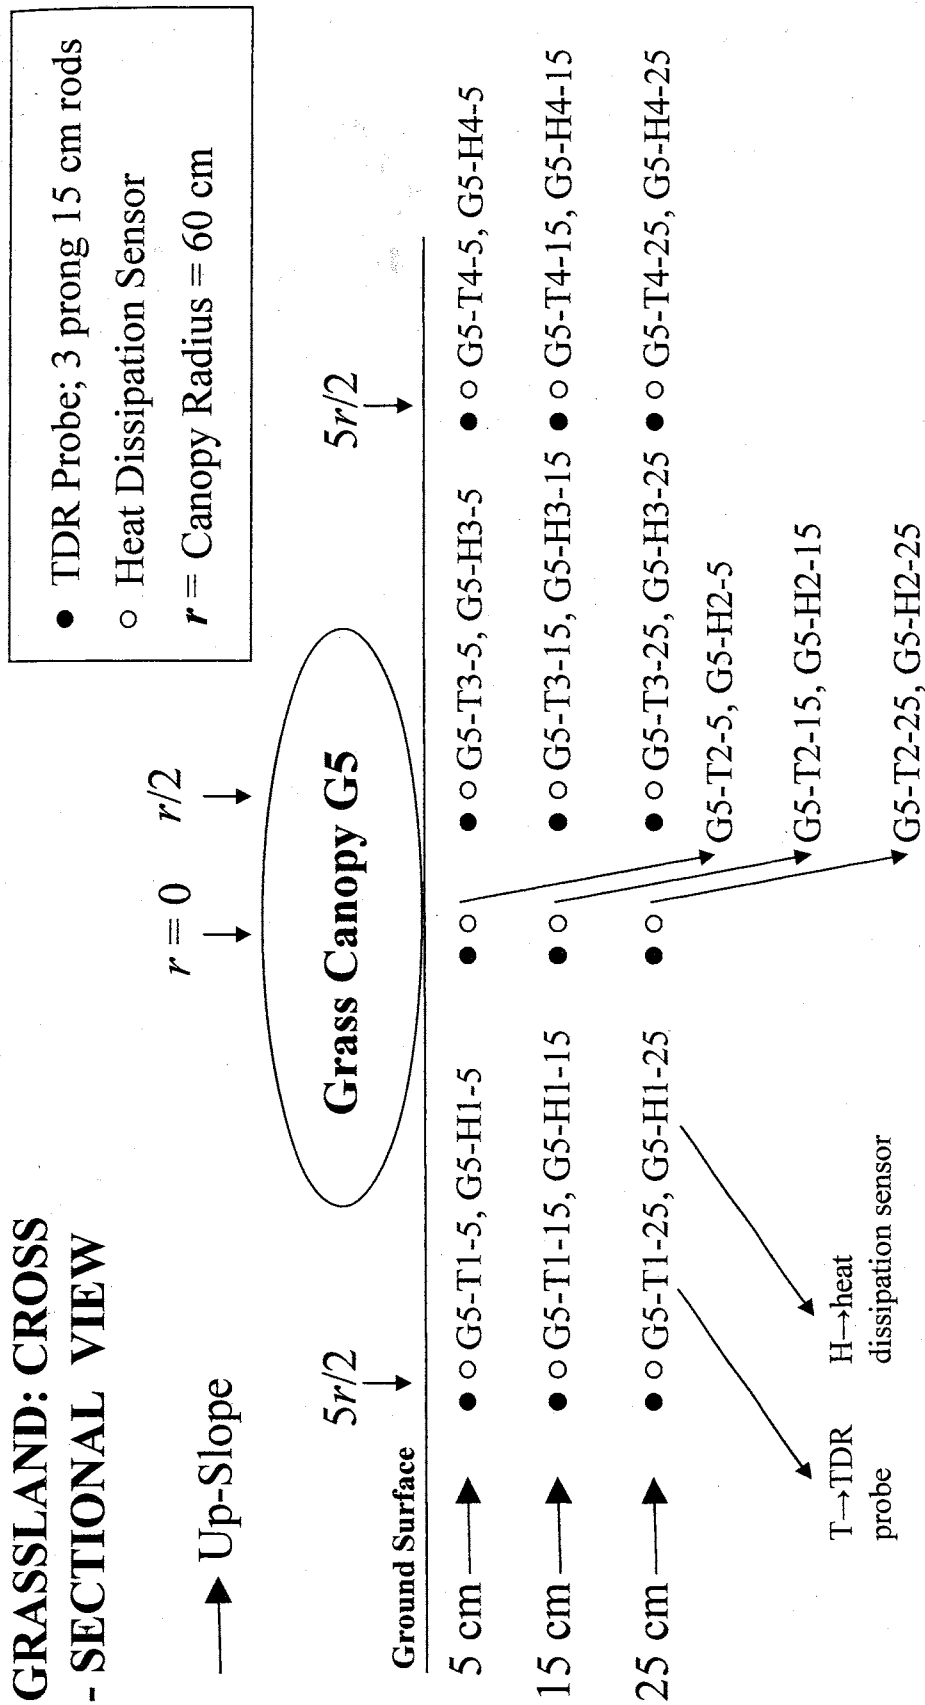 GRASSLAND: CROSS
- SECTIONAL VIEW
● TDR Probe; 3 prong 15 cm rods
○ Heat Dissipation Sensor
r = Canopy Radius = 60 cm
→ Up-Slope
r = 0 r/2
5r/2 5r/2
Grass Canopy G5
Ground Surface
5 cm → ● ○ G5-T1-5, G5-H1-5 ● ○ ● ○ G5-T3-5, G5-H3-5 ● ○ G5-T4-5, G5-H4-5
15 cm → ● ○ G5-T1-15, G5-H1-15 ● ○ ● ○ G5-T3-15, G5-H3-15 ● ○ G5-T4-15, G5-H4-15
25 cm → ● ○ G5-T1-25, G5-H1-25 ● ○ ● ○ G5-T3-25, G5-H3-25 ● ○ G5-T4-25, G5-H4-25
G5-T2-5, G5-H2-5
G5-T2-15, G5-H2-15
G5-T2-25, G5-H2-25
T→TDR
probe
H→heat
dissipation sensor